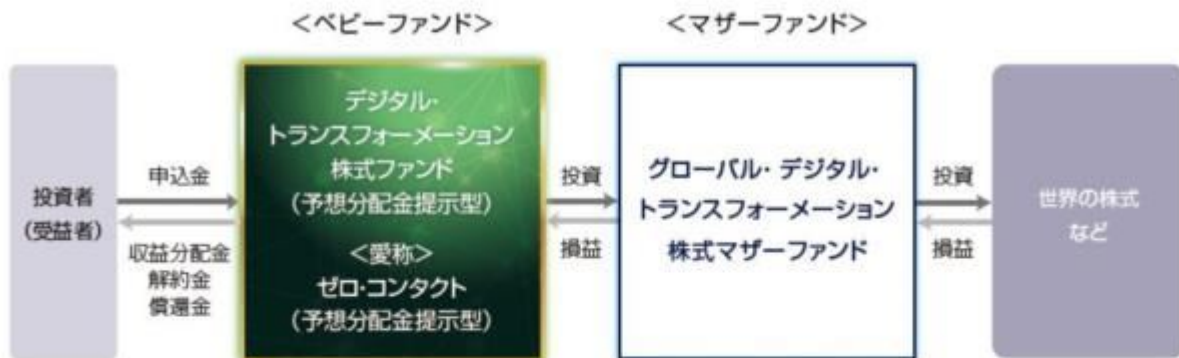 <ベビーファンド>
<マザーファンド>
投資者
(受益者)
申込金
収益分配金
解約金
償還金
デジタル・
トランスフォーメーション
株式ファンド
(予想分配金提示型)
<愛称>
ゼロ・コンタクト
(予想分配金提示型)
投資
損益
グローバル・デジタル・
トランスフォーメーション
株式マザーファンド
投資
損益
世界の株式
など